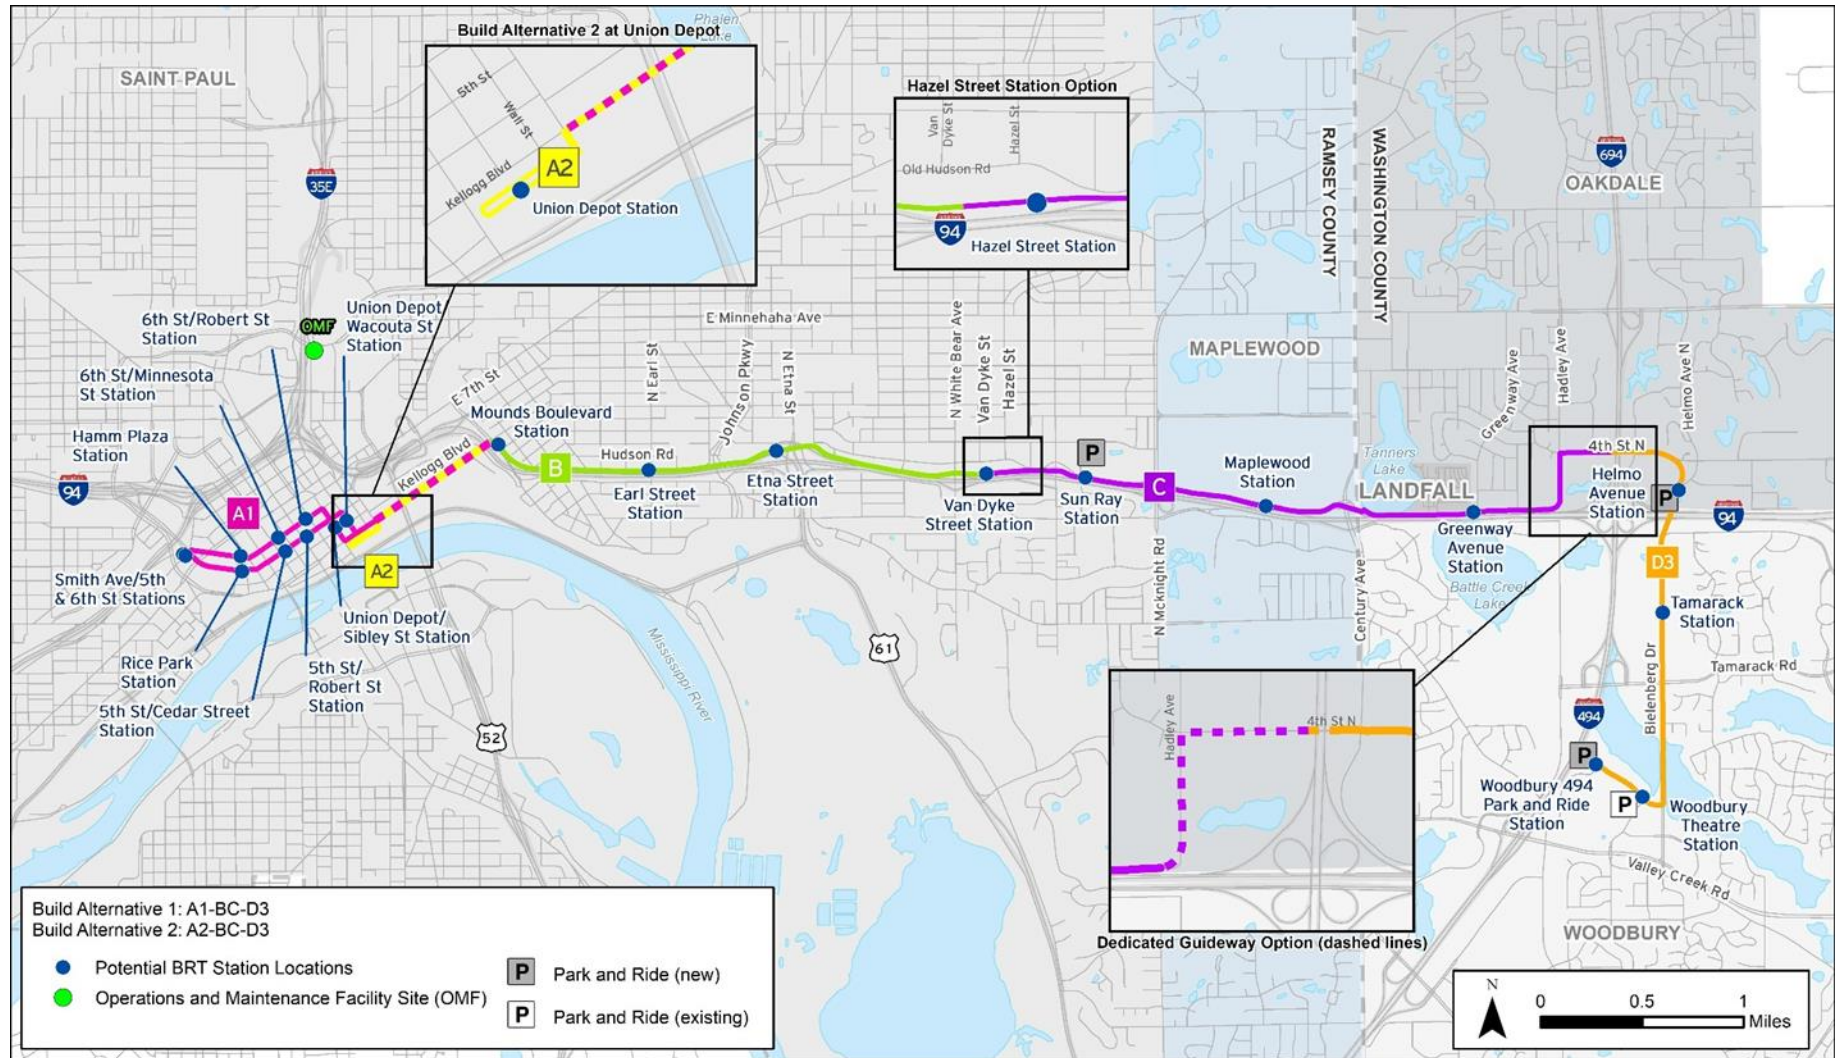 Build Alternative 2 at Union Depot
Phalen
Lake
SAINT PAUL
5th St
Wall St
Kellogg Blvd
A2
Union Depot Station
Hazel Street Station Option
Van
Dyke St
Hazel St
Old Hudson Rd
94
Hazel Street Station
RAMSEY COUNTY
WASHINGTON COUNTY
694
OAKDALE
35E
6th St/Robert St
Station
OMF
Union Depot/
Wacouta St
Station
E Minnehaha Ave
6th St/Minnesota
St Station
Hamm Plaza
Station
E 7th St
Mounds Boulevard
Station
Kellogg Blvd
N Earl St
Johnson Pkwy
N Etna St
N White Bear Ave
Van Dyke St
Hazel St
MAPLEWOOD
Greenway Ave
Hadley Ave
Helmo Ave N
94
A1
A2
B
Hudson Rd
Earl Street
Station
Etna Street
Station
Van Dyke
Street Station
P
Sun Ray
Station
C
Maplewood
Station
Tanners
Lake
LANDFALL
4th St N
Helmo
Avenue
Station
P
94
Greenway
Avenue
Station
Battle Creek
Lake
D3
Smith Ave/5th
& 6th St Stations
Union Depot/
Sibley St Station
Rice Park
Station
5th St/
Robert St
Station
5th St/Cedar Street
Station
Mississippi River
61
52
N Mcknight Rd
Century Ave
Tamarack
Station
Tamarack Rd
Bielenberg Dr
494
P
Woodbury 494
Park and Ride
Station
P
Woodbury
Theatre
Station
Valley Creek Rd
WOODBURY
Hadley Ave
4th St N
Dedicated Guideway Option (dashed lines)
Build Alternative 1: A1-BC-D3
Build Alternative 2: A2-BC-D3
Potential BRT Station Locations
Operations and Maintenance Facility Site (OMF)
P Park and Ride (new)
P Park and Ride (existing)
N
0 0.5 1
Miles